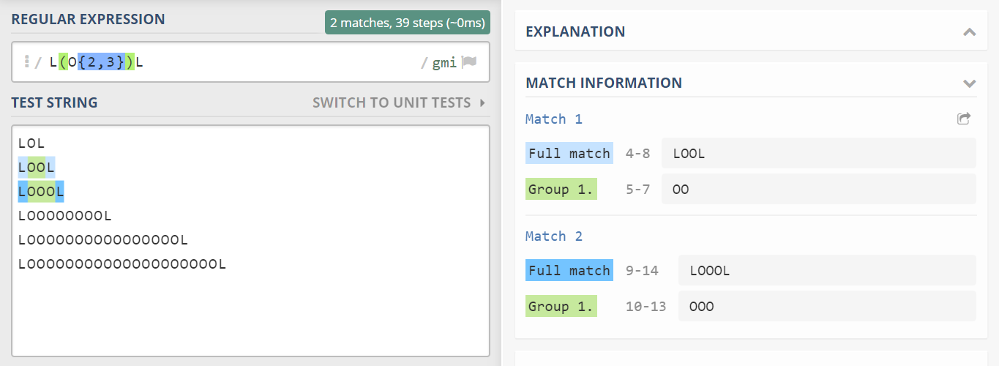 REGULAR EXPRESSION
2 matches, 39 steps (~0ms)
/ L(O{2,3})L / gmi
TEST STRING
SWITCH TO UNIT TESTS
LOL
LOOL
LOOOL
LOOOOOOOOL
LOOOOOOOOOOOOOOOOL
LOOOOOOOOOOOOOOOOOOOOL
EXPLANATION
MATCH INFORMATION
Match 1
Full match 4-8 LOOL
Group 1. 5-7 OO
Match 2
Full match 9-14 LOOOL
Group 1. 10-13 OOO